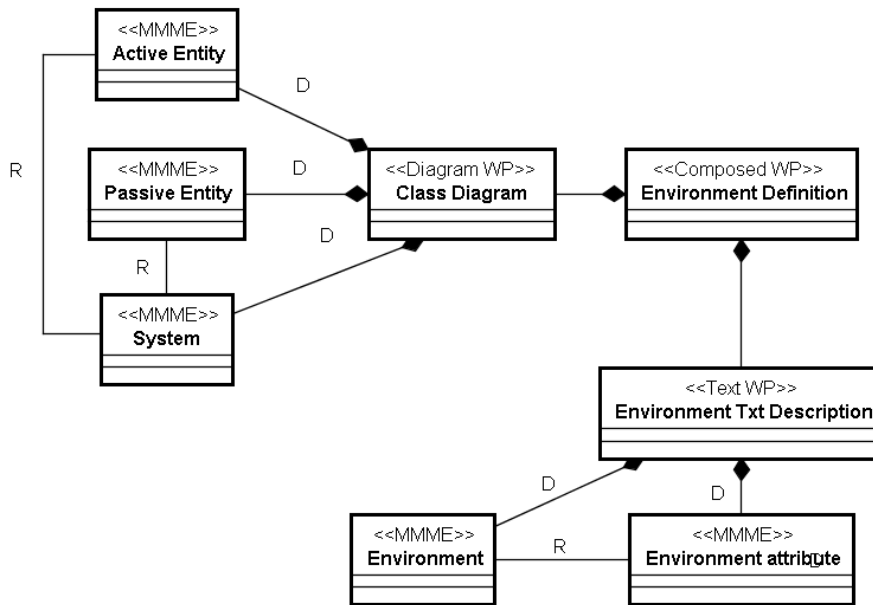 <<MMME>>
Active Entity
D
R
<<MMME>>
Passive Entity
D
<<Diagram WP>>
Class Diagram
<<Composed WP>>
Environment Definition
D
R
<<MMME>>
System
<<Text WP>>
Environment Txt Description
D
D
<<MMME>>
Environment
R
<<MMME>>
Environment attribute
D